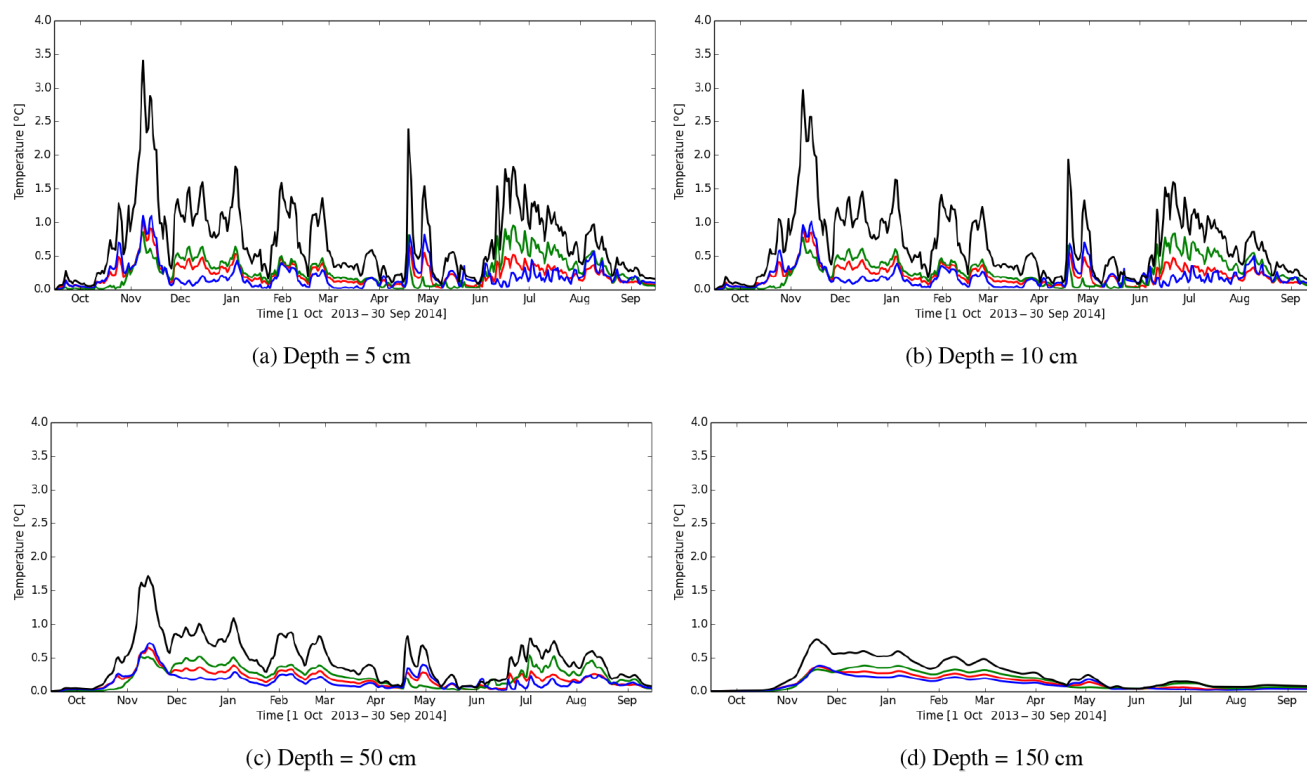 4.0
3.5
3.0
2.5
2.0
1.5
1.0
0.5
0.0
Temperature [°C]
Oct Nov Dec Jan Feb Mar Apr May Jun Jul Aug Sep
Time [1 Oct 2013 – 30 Sep 2014]
(a) Depth = 5 cm
4.0
3.5
3.0
2.5
2.0
1.5
1.0
0.5
0.0
Temperature [°C]
Oct Nov Dec Jan Feb Mar Apr May Jun Jul Aug Sep
Time [1 Oct 2013 – 30 Sep 2014]
(b) Depth = 10 cm
4.0
3.5
3.0
2.5
2.0
1.5
1.0
0.5
0.0
Temperature [°C]
Oct Nov Dec Jan Feb Mar Apr May Jun Jul Aug Sep
Time [1 Oct 2013 – 30 Sep 2014]
(c) Depth = 50 cm
4.0
3.5
3.0
2.5
2.0
1.5
1.0
0.5
0.0
Temperature [°C]
Oct Nov Dec Jan Feb Mar Apr May Jun Jul Aug Sep
Time [1 Oct 2013 – 30 Sep 2014]
(d) Depth = 150 cm